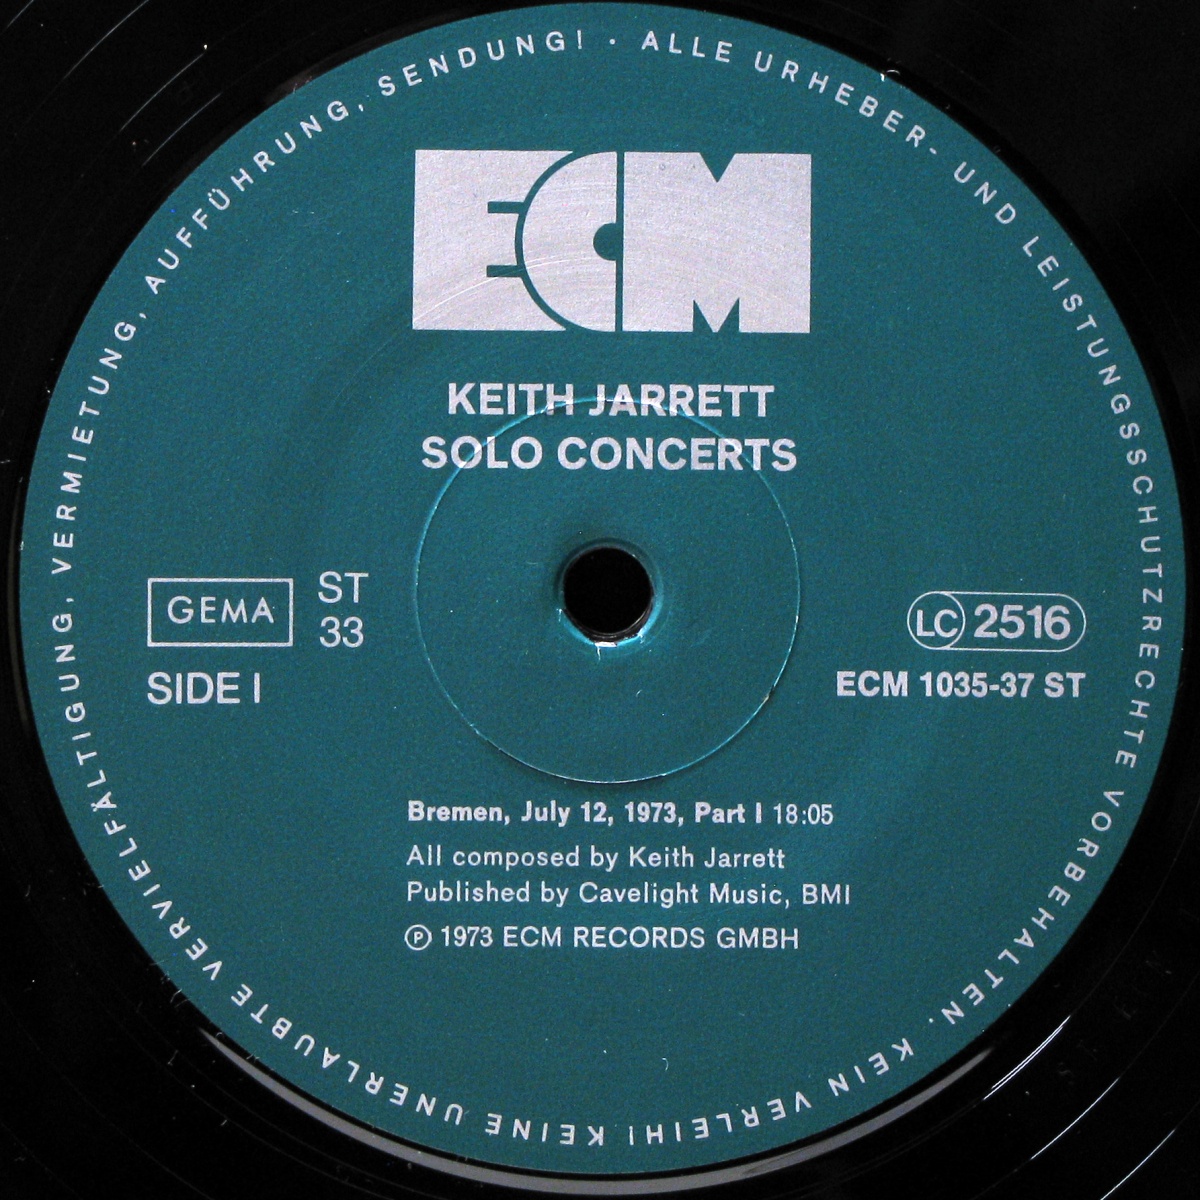 ALLE URHEBER- UND LEISTUNGSSCHUTZRECHTE VORBEHALTEN. KEIN VERLEIH! KEINE UNERLAUBTE VERVIELFÄLTIGUNG, VERMIETUNG, AUFFÜHRUNG, SENDUNG! ·
ECM
KEITH JARRETT
SOLO CONCERTS
GEMA
ST
33
SIDE I
LC 2516
ECM 1035-37 ST
Bremen, July 12, 1973, Part I 18:05
All composed by Keith Jarrett
Published by Cavelight Music, BMI
Ⓟ 1973 ECM RECORDS GMBH